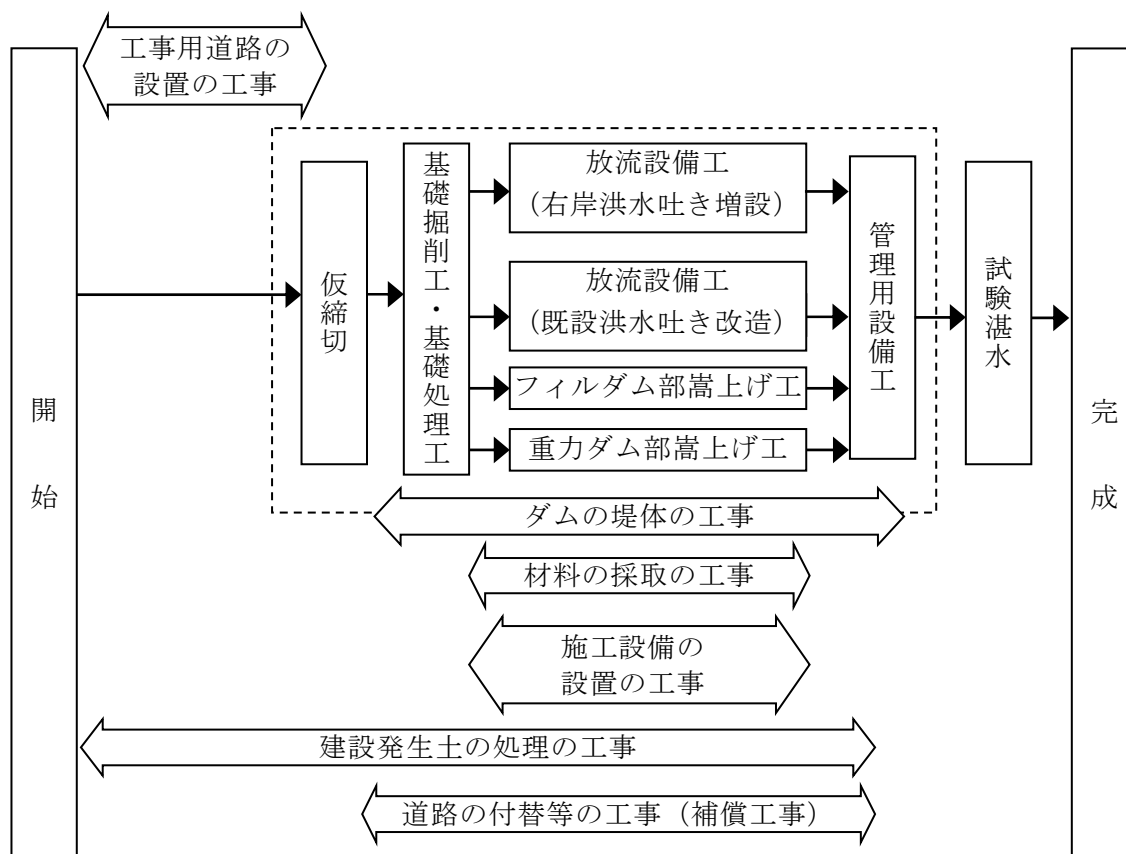 工事用道路の
設置の工事
開始
仮締切
基礎掘削工・基礎処理工
放流設備工
（右岸洪水吐き増設）
放流設備工
（既設洪水吐き改造）
フィルダム部嵩上げ工
重力ダム部嵩上げ工
管理用設備工
試験湛水
完成
ダムの堤体の工事
材料の採取の工事
施工設備の
設置の工事
建設発生土の処理の工事
道路の付替等の工事（補償工事）